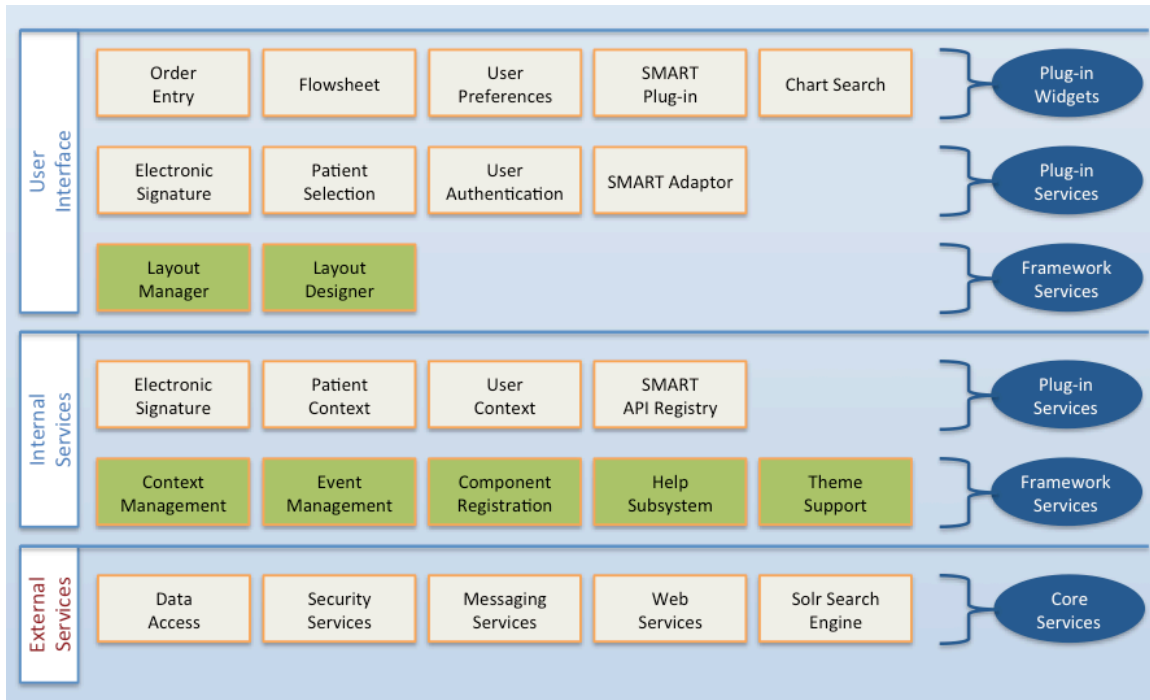 User
Interface
Order
Entry
Flowsheet
User
Preferences
SMART
Plug-in
Chart Search
Plug-in
Widgets
Electronic
Signature
Patient
Selection
User
Authentication
SMART Adaptor
Plug-in
Services
Layout
Manager
Layout
Designer
Framework
Services
Internal
Services
Electronic
Signature
Patient
Context
User
Context
SMART
API Registry
Plug-in
Services
Context
Management
Event
Management
Component
Registration
Help
Subsystem
Theme
Support
Framework
Services
External
Services
Data
Access
Security
Services
Messaging
Services
Web
Services
Solr Search
Engine
Core
Services